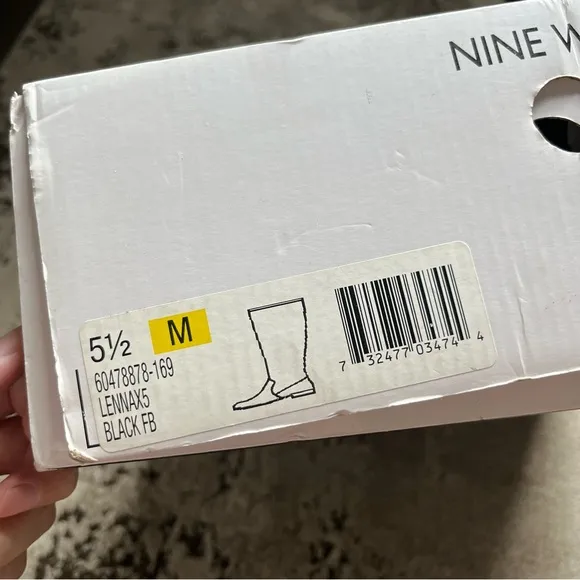 NINE W
5½ M
60478878-169
LENNAX5
BLACK FB
7 32477 03474 4